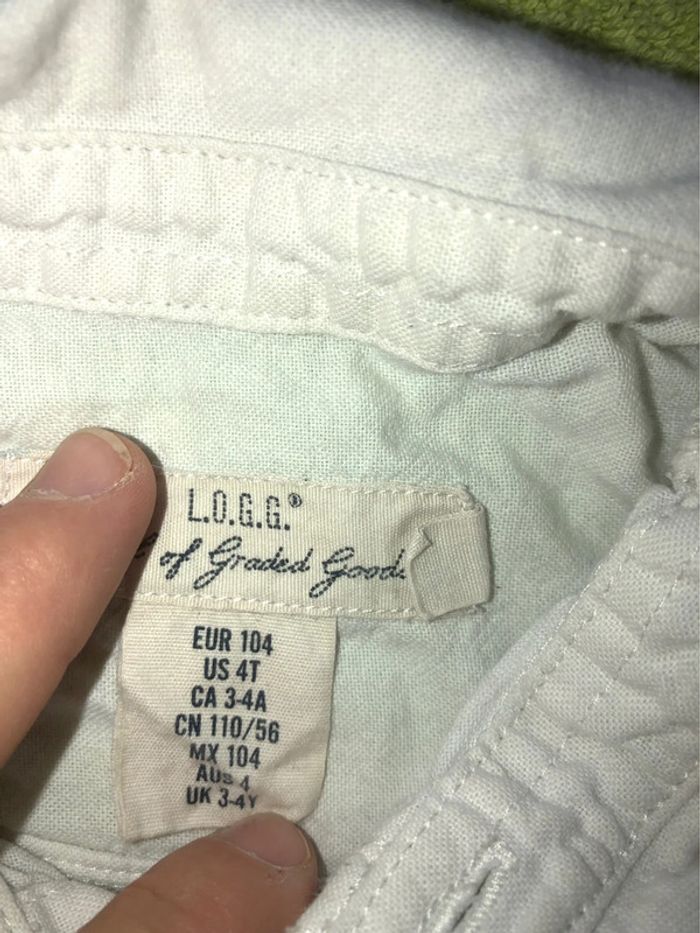 L.O.G.G.®
of Graded Goods
EUR 104
US 4T
CA 3-4A
CN 110/56
MX 104
AUS 4
UK 3-4Y